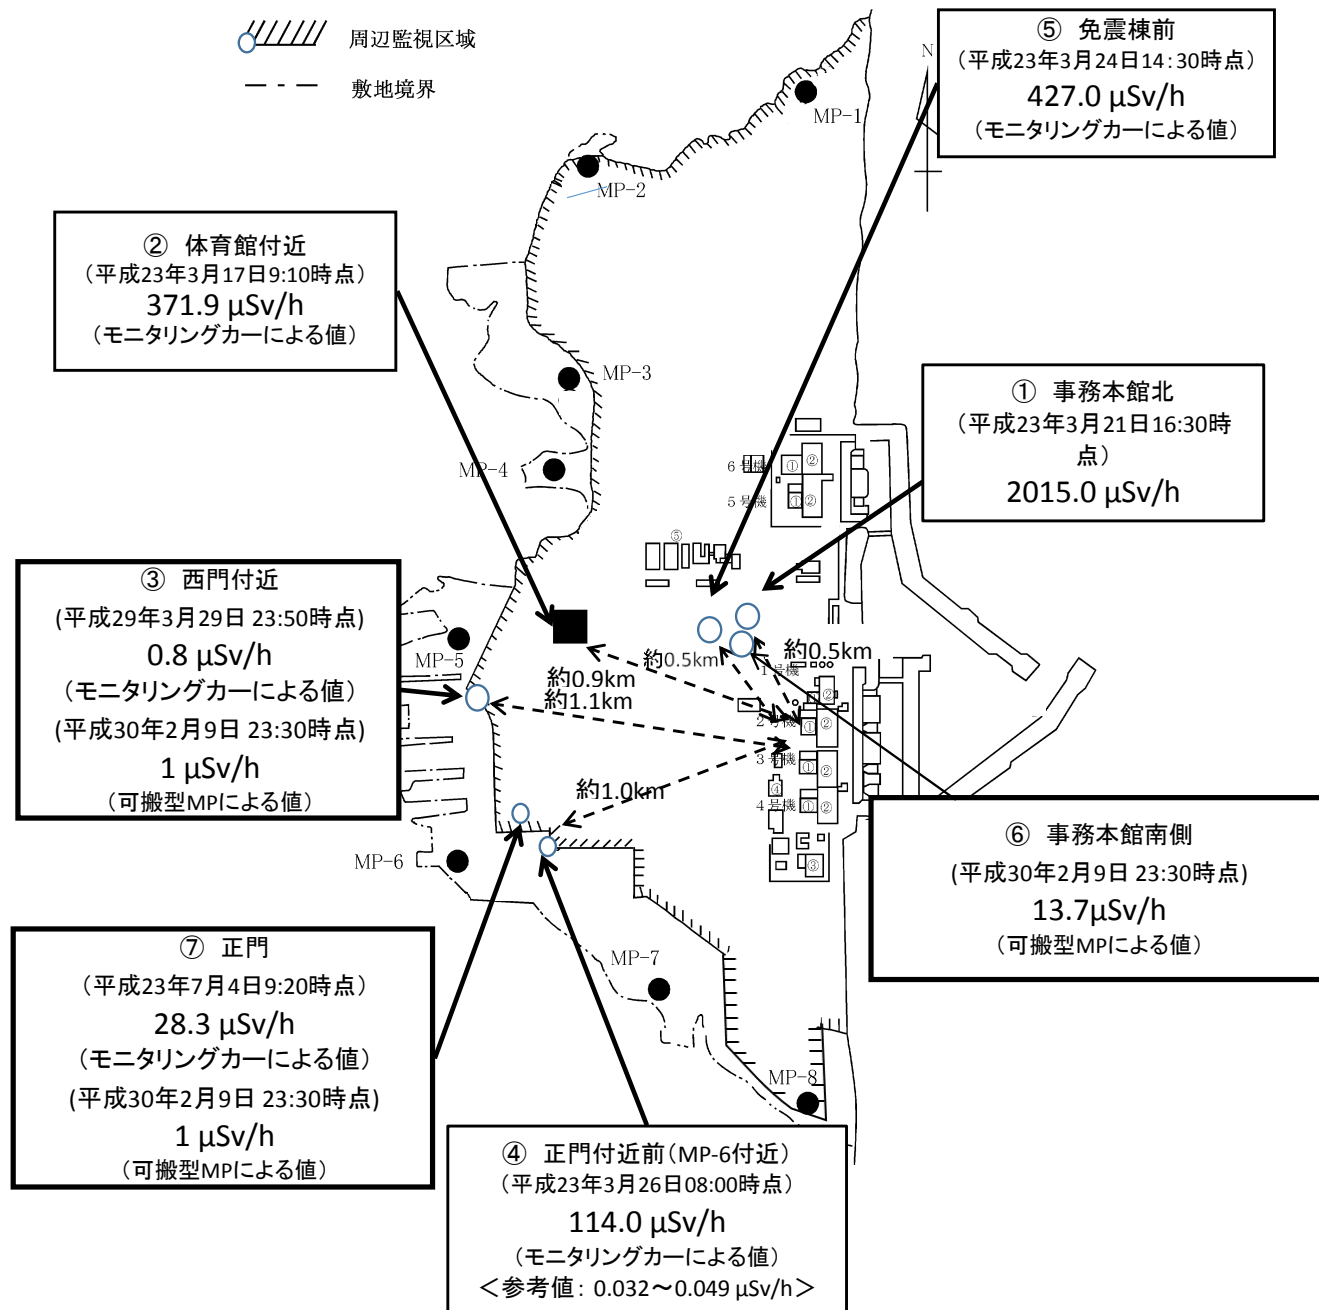 周辺監視区域
敷地境界
⑤ 免震棟前
(平成23年3月24日14:30時点)
427.0 µSv/h
(モニタリングカーによる値)
N
MP-1
MP-2
② 体育館付近
(平成23年3月17日9:10時点)
371.9 µSv/h
(モニタリングカーによる値)
MP-3
① 事務本館北
(平成23年3月21日16:30時
点)
2015.0 µSv/h
MP-4
6号機
①
②
5号機
①
②
⑤
③ 西門付近
(平成29年3月29日 23:50時点)
0.8 µSv/h
(モニタリングカーによる値)
(平成30年2月9日 23:30時点)
1 µSv/h
(可搬型MPによる値)
MP-5
約0.5km
約0.5km
約0.9km
約1.1km
1号機
②
2号機
①
②
3号機
①
②
約1.0km
④
4号機
①
②
③
MP-6
⑥ 事務本館南側
(平成30年2月9日 23:30時点)
13.7µSv/h
(可搬型MPによる値)
⑦ 正門
(平成23年7月4日9:20時点)
28.3 µSv/h
(モニタリングカーによる値)
(平成30年2月9日 23:30時点)
1 µSv/h
(可搬型MPによる値)
MP-7
MP-8
④ 正門付近前(MP-6付近)
(平成23年3月26日08:00時点)
114.0 µSv/h
(モニタリングカーによる値)
<参考値: 0.032～0.049 µSv/h>